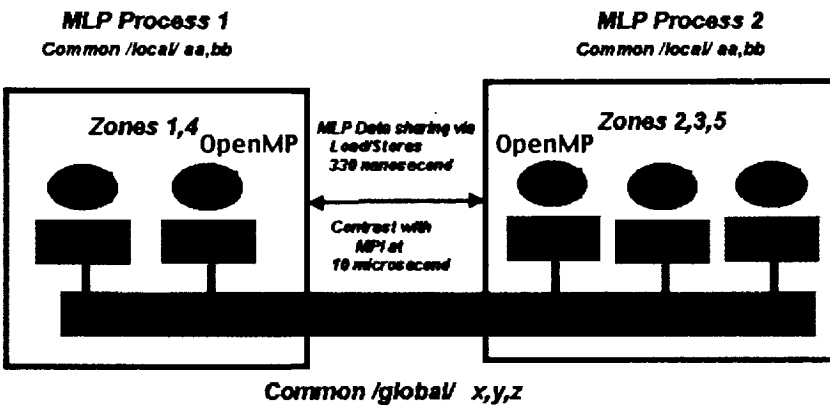 MLP Process 1
Common /local/ aa,bb
MLP Process 2
Common /local/ aa,bb
Zones 1,4
OpenMP
MLP Data sharing via
Load/Stores
330 nanosecond
Contrast with
MPI at
10 microsecond
Zones 2,3,5
OpenMP
Common /global/ x,y,z